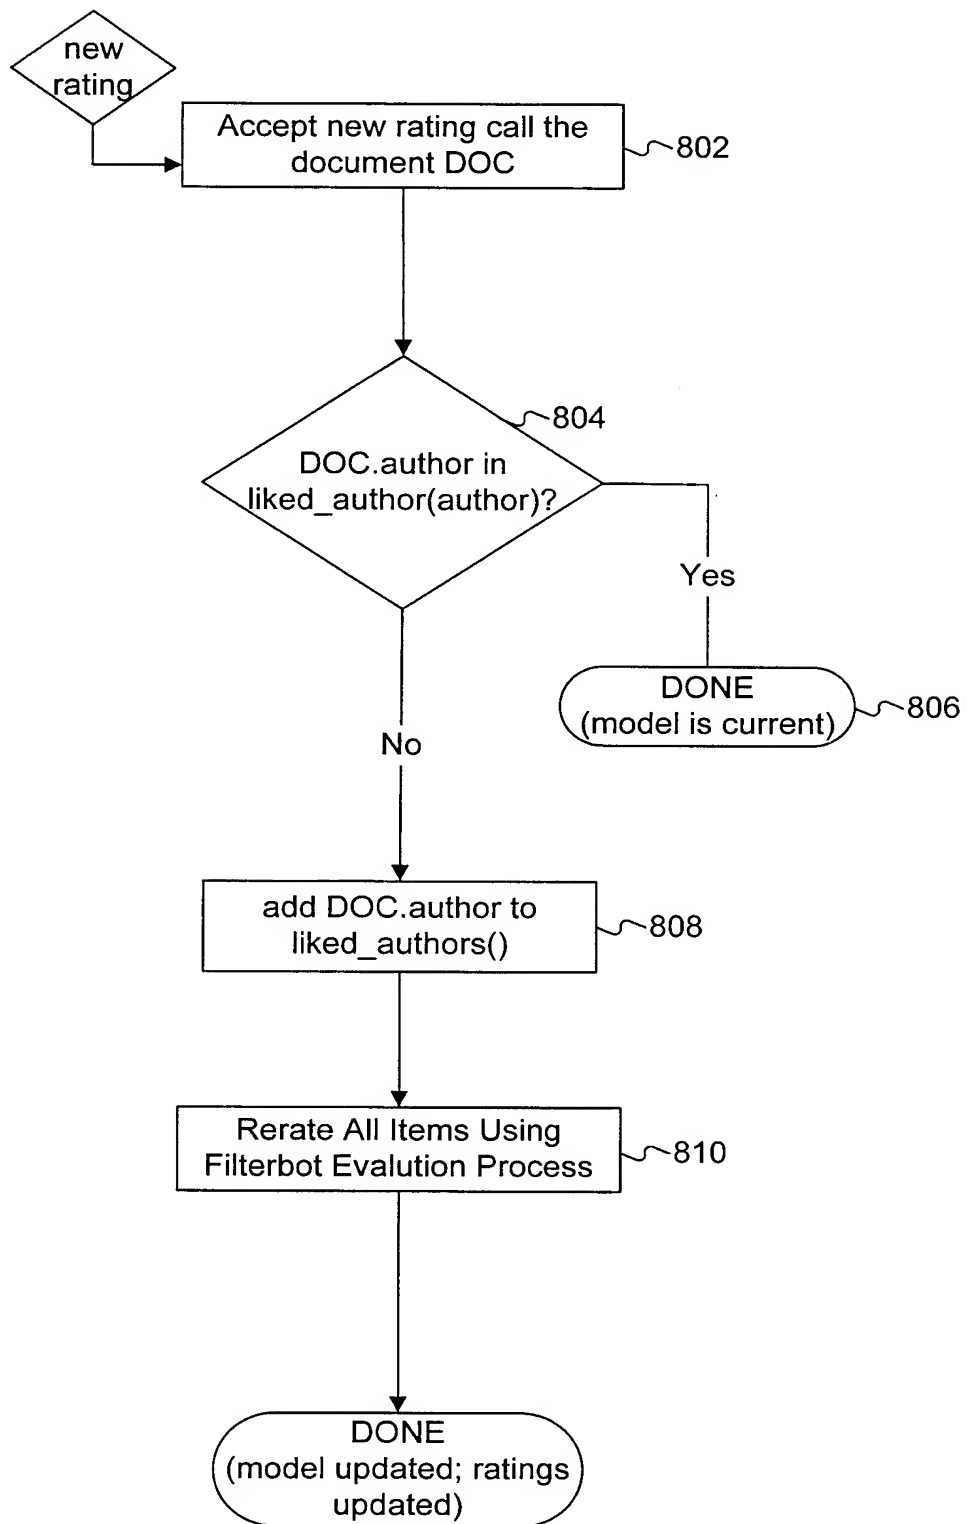 new
rating
Accept new rating call the
document DOC
802
804
DOC.author in
liked_author(author)?
Yes
DONE
(model is current)
806
No
add DOC.author to
liked_authors()
808
Rerate All Items Using
Filterbot Evalution Process
810
DONE
(model updated; ratings
updated)